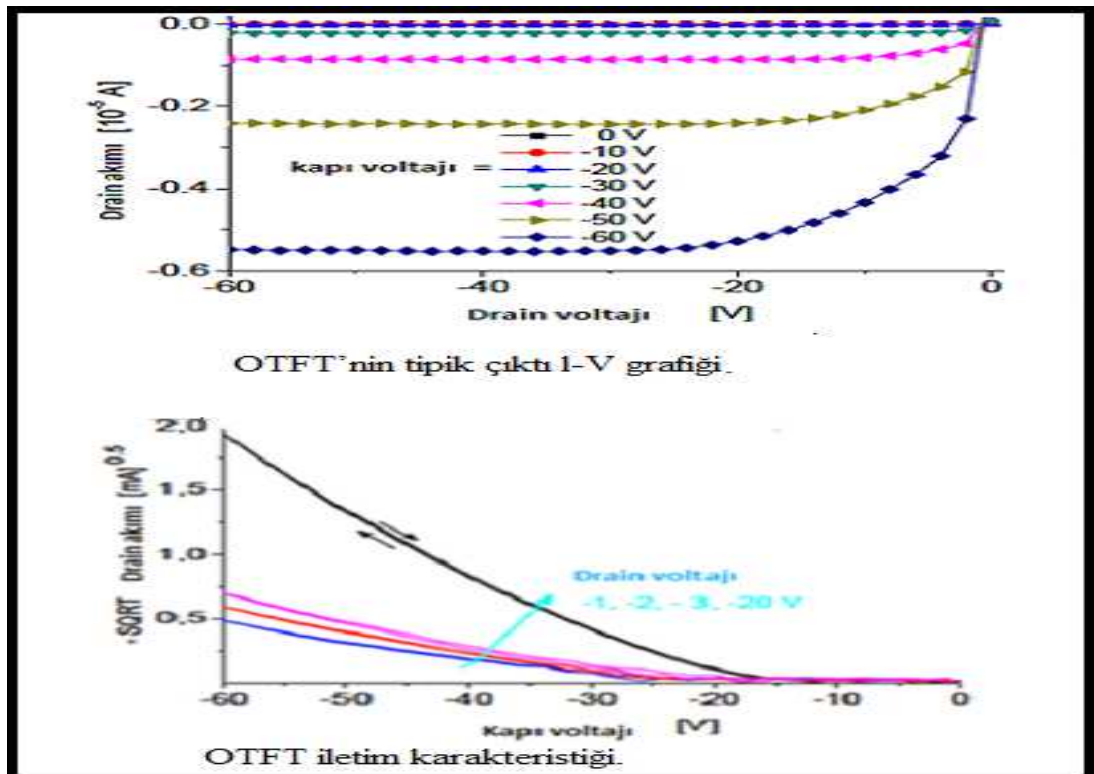 0.0
-0.2
-0.4
-0.6
Drain akımı [10⁻⁵ A]
kapı voltajı =
0 V
-10 V
-20 V
-30 V
-40 V
-50 V
-60 V
-60 -40 -20 0
Drain voltajı [V]
OTFT’nin tipik çıktı I-V grafiği.
2.0
1.5
1.0
0.5
SQRT Drain akımı [mA]^0.5
Drain voltajı
-1, -2, - 3, -20 V
-60 -50 -40 -30 -20 -10 0
Kapı voltajı [V]
OTFT iletim karakteristiği.